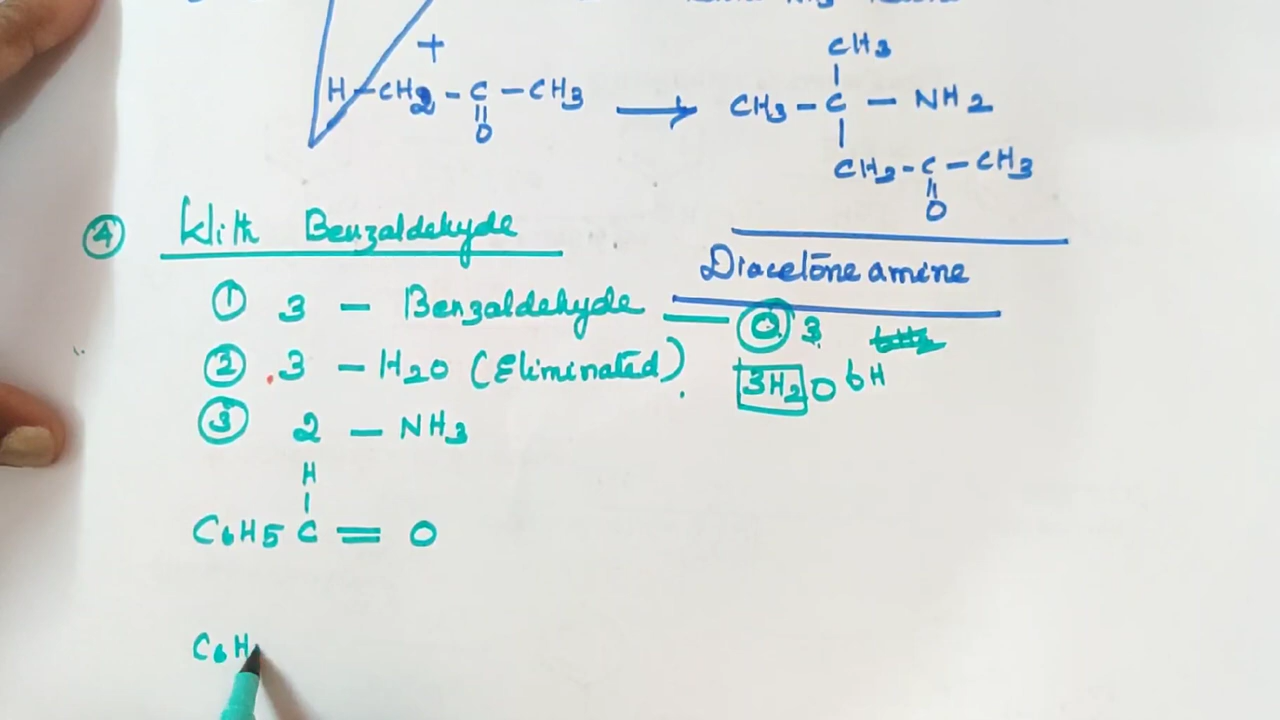 +
CH3
H-CH2-C-CH3 → CH3-C-NH2
O
CH2-C-CH3
O
④ With Benzaldehyde
Diacetone amine
① 3 - Benzaldehyde — O 3
② 3 - H2O (Eliminated). 3H2O 6H
③ 2 - NH3
H
C6H5 C = O
C6H